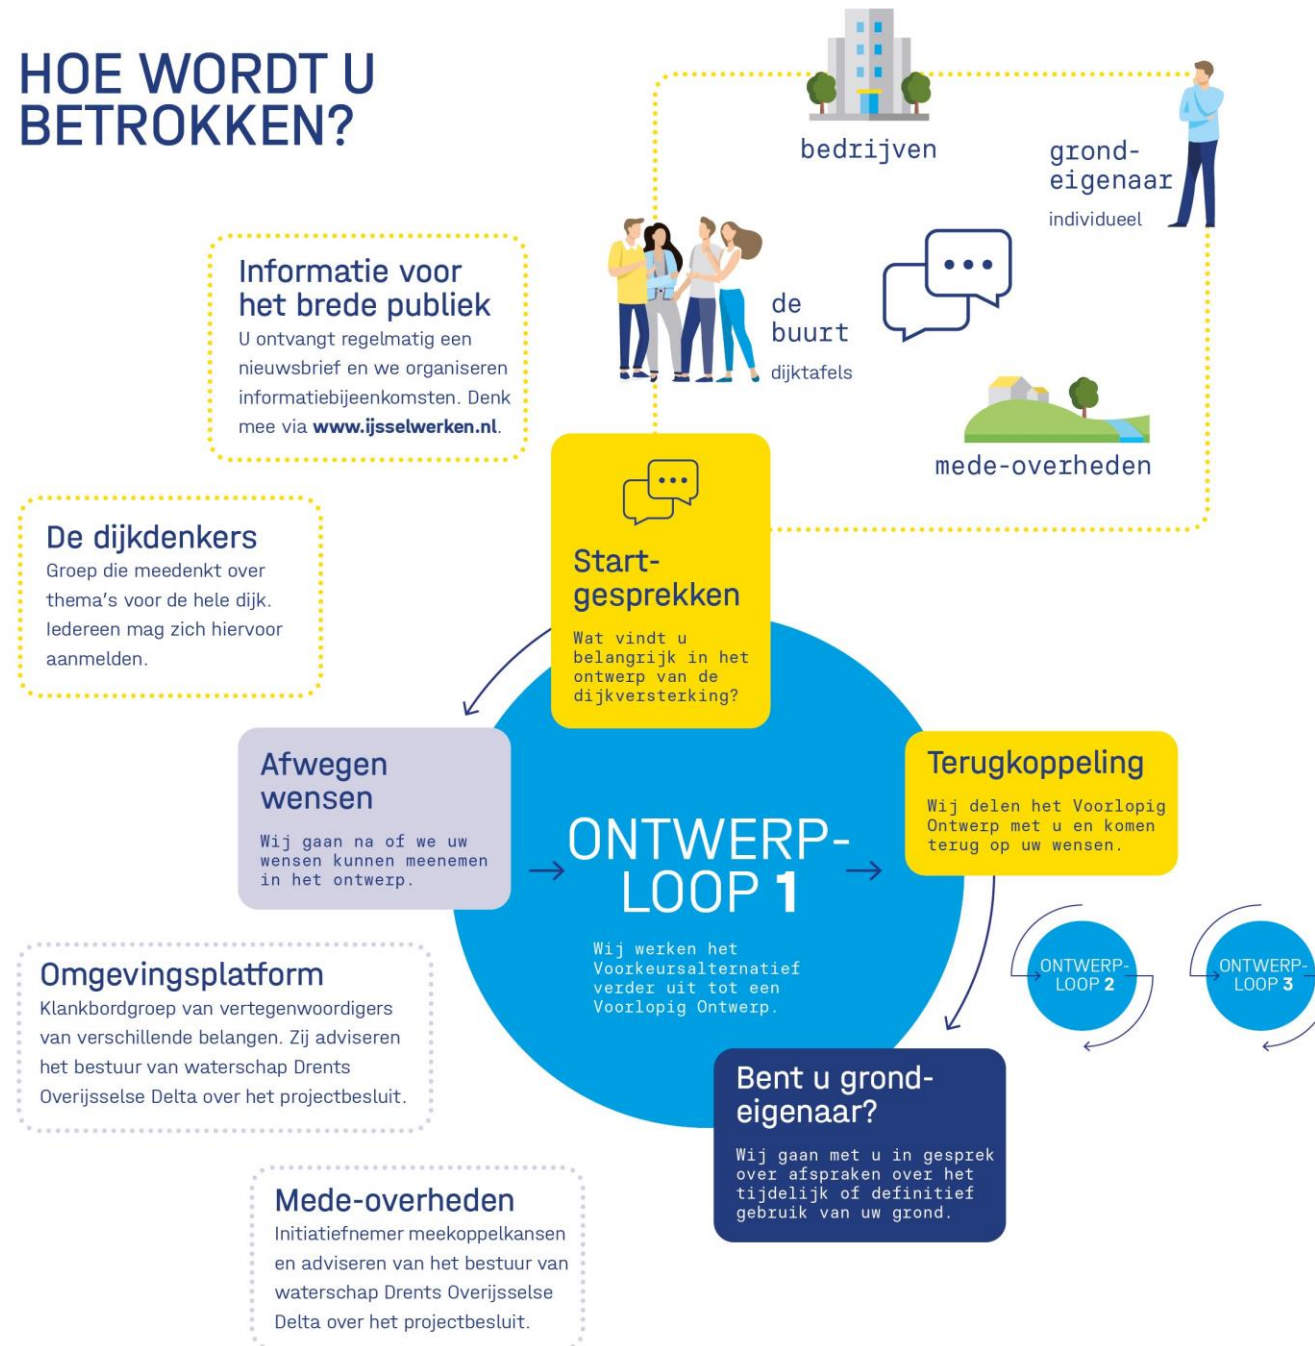 HOE WORDT U
BETROKKEN?
bedrijven
grond-
eigenaar
individueel
de
buurt
dijktafels
mede-overheden
Informatie voor
het brede publiek
U ontvangt regelmatig een
nieuwsbrief en we organiseren
informatiebijeenkomsten. Denk
mee via www.ijsselwerken.nl.
De dijkdenkers
Groep die meedenkt over
thema's voor de hele dijk.
Iedereen mag zich hiervoor
aanmelden.
Start-
gesprekken
Wat vindt u
belangrijk in het
ontwerp van de
dijkversterking?
Afwegen
wensen
Wij gaan na of we uw
wensen kunnen meenemen
in het ontwerp.
ONTWERP-
LOOP 1
Wij werken het
Voorkeursalternatief
verder uit tot een
Voorlopig Ontwerp.
Terugkoppeling
Wij delen het Voorlopig
Ontwerp met u en komen
terug op uw wensen.
ONTWERP-
LOOP 2
ONTWERP-
LOOP 3
Bent u grond-
eigenaar?
Wij gaan met u in gesprek
over afspraken over het
tijdelijk of definitief
gebruik van uw grond.
Omgevingsplatform
Klankbordgroep van vertegenwoordigers
van verschillende belangen. Zij adviseren
het bestuur van waterschap Drents
Overijsselse Delta over het projectbesluit.
Mede-overheden
Initiatiefnemer meekoppelkansen
en adviseren van het bestuur van
waterschap Drents Overijsselse
Delta over het projectbesluit.